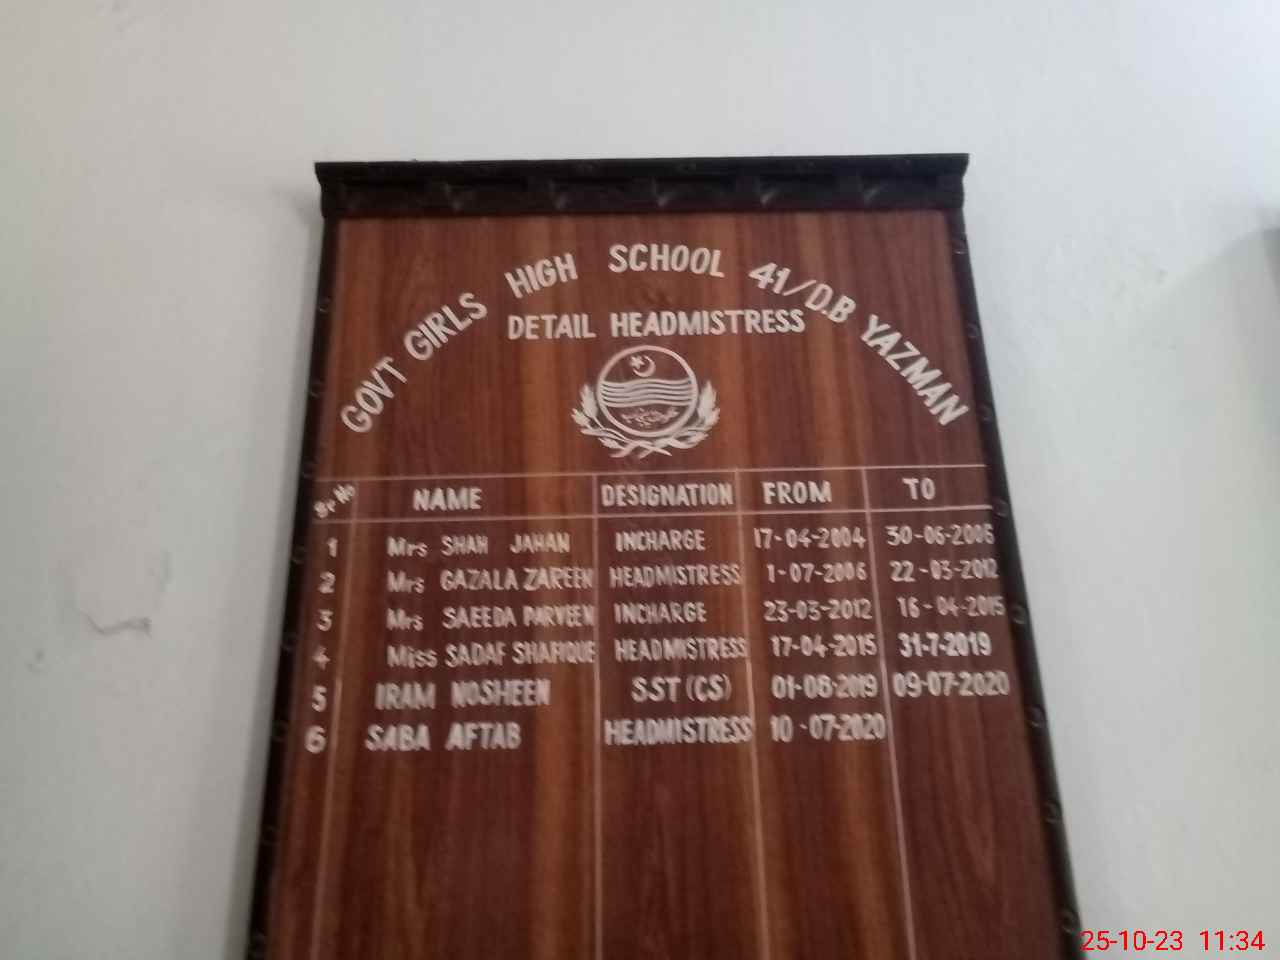 GOVT GIRLS HIGH SCHOOL 41/D.B YAZMAN
DETAIL HEADMISTRESS
Sr No NAME DESIGNATION FROM TO
1 Mrs SHAH JAHAN INCHARGE 17-04-2004 30-06-2006
2 Mrs GAZALA ZAREEN HEADMISTRESS 1-07-2006 22-03-2012
3 Mrs SAEEDA PARVEEN INCHARGE 23-03-2012 16-04-2015
4 Miss SADAF SHAFIQUE HEADMISTRESS 17-04-2015 31-7-2019
5 IRAM NOSHEEN SST (CS) 01-08-2019 09-07-2020
6 SABA AFTAB HEADMISTRESS 10-07-2020
25-10-23 11:34